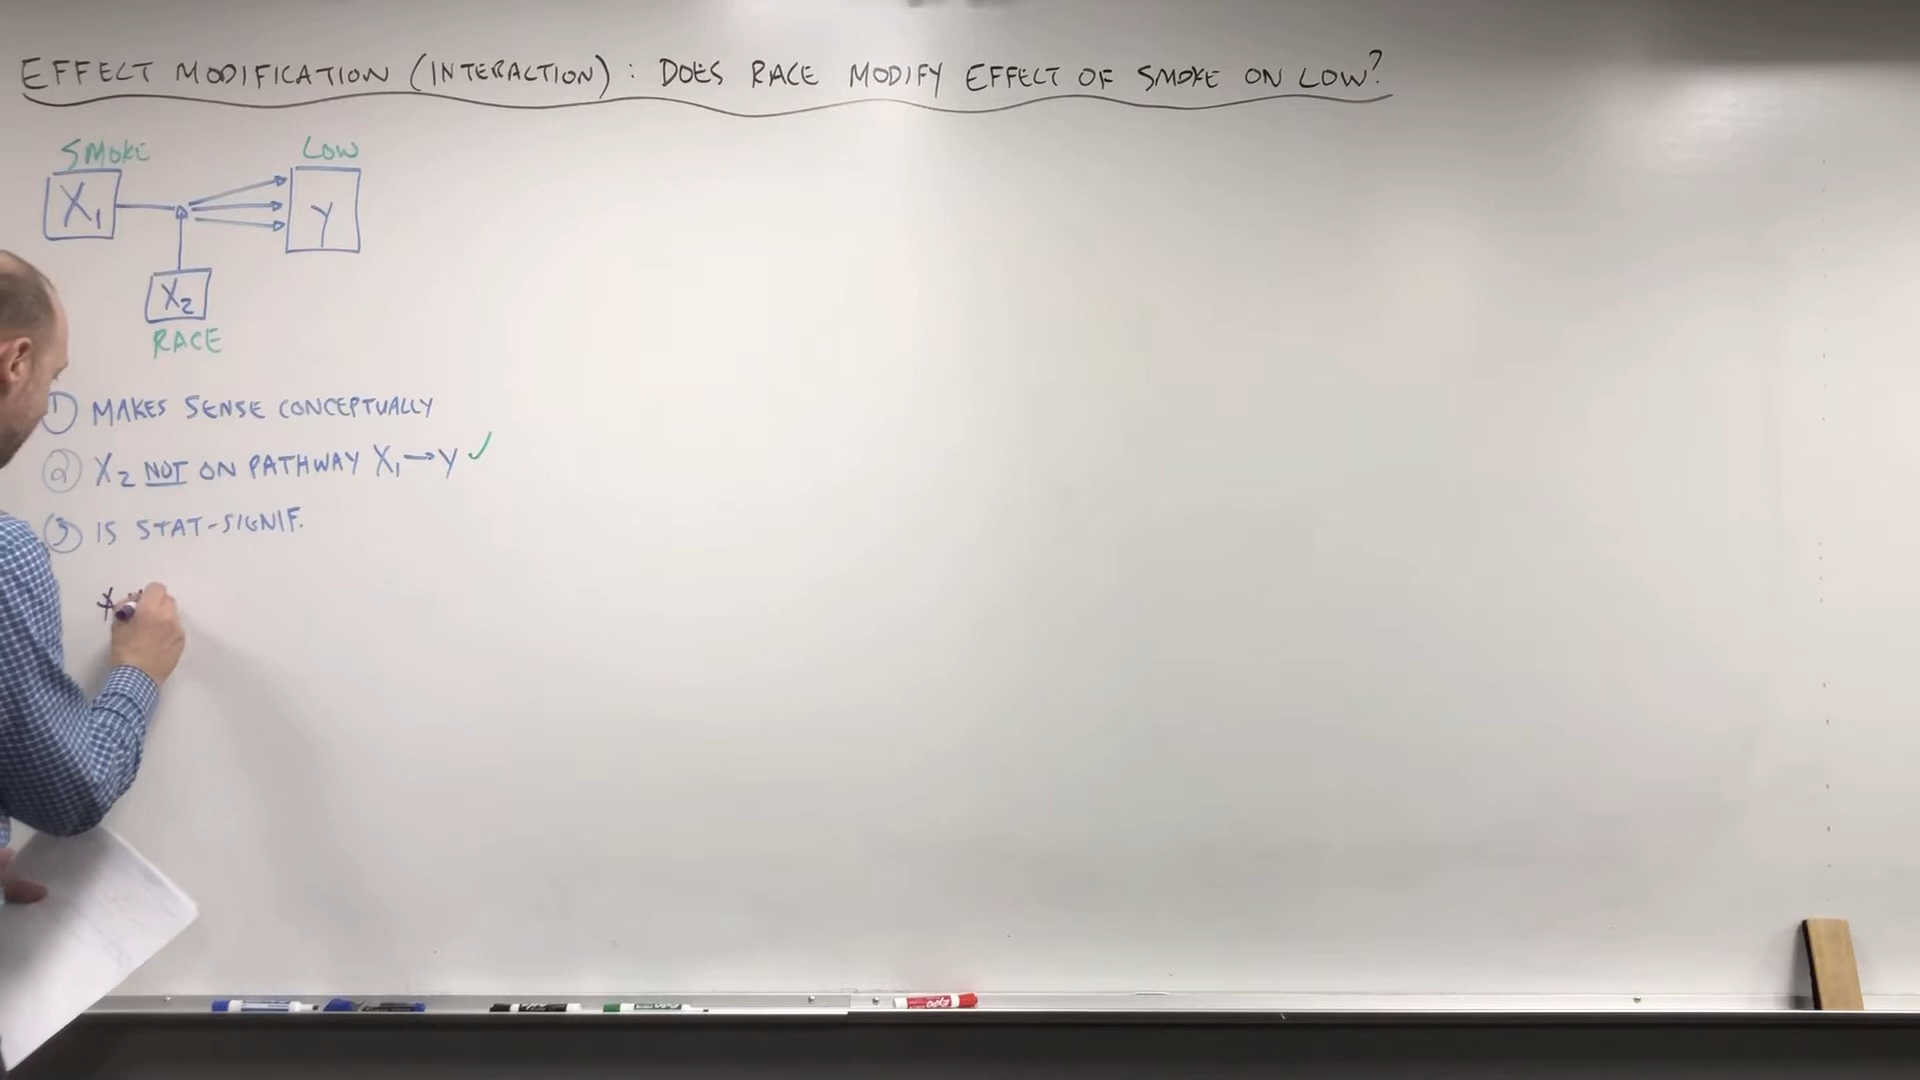 EFFECT MODIFICATION (INTERACTION): DOES RACE MODIFY EFFECT OF SMOKE ON LOW?
SMOKE
LOW
X₁
Y
X₂
RACE
① MAKES SENSE CONCEPTUALLY
② X₂ NOT ON PATHWAY X₁→Y ✓
③ IS STAT-SIGNIF.
EXPO